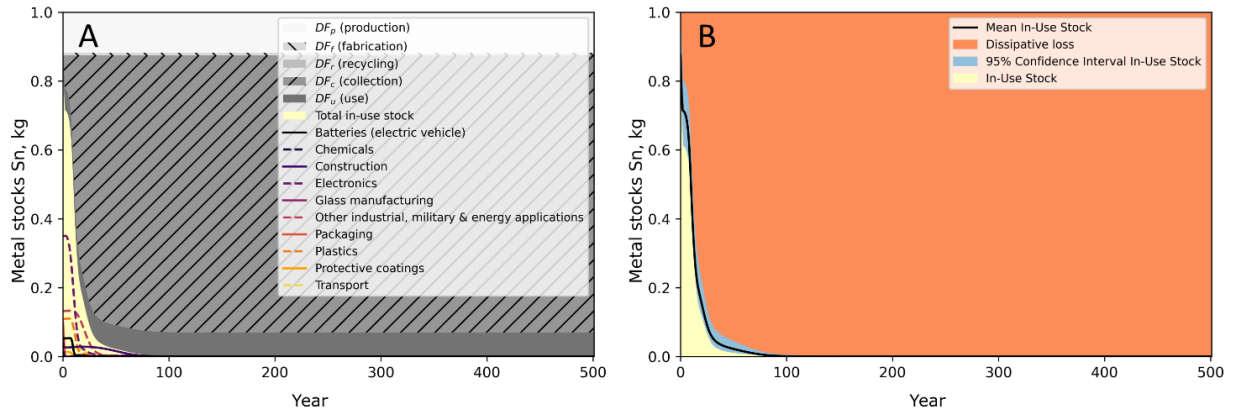 A
Metal stocks Sn, kg
1.0
0.8
0.6
0.4
0.2
0.0
0 100 200 300 400 500
Year
DFp (production)
DFf (fabrication)
DFr (recycling)
DFc (collection)
DFu (use)
Total in-use stock
Batteries (electric vehicle)
Chemicals
Construction
Electronics
Glass manufacturing
Other industrial, military & energy applications
Packaging
Plastics
Protective coatings
Transport
B
Metal stocks Sn, kg
1.0
0.8
0.6
0.4
0.2
0.0
0 100 200 300 400 500
Year
Mean In-Use Stock
Dissipative loss
95% Confidence Interval In-Use Stock
In-Use Stock